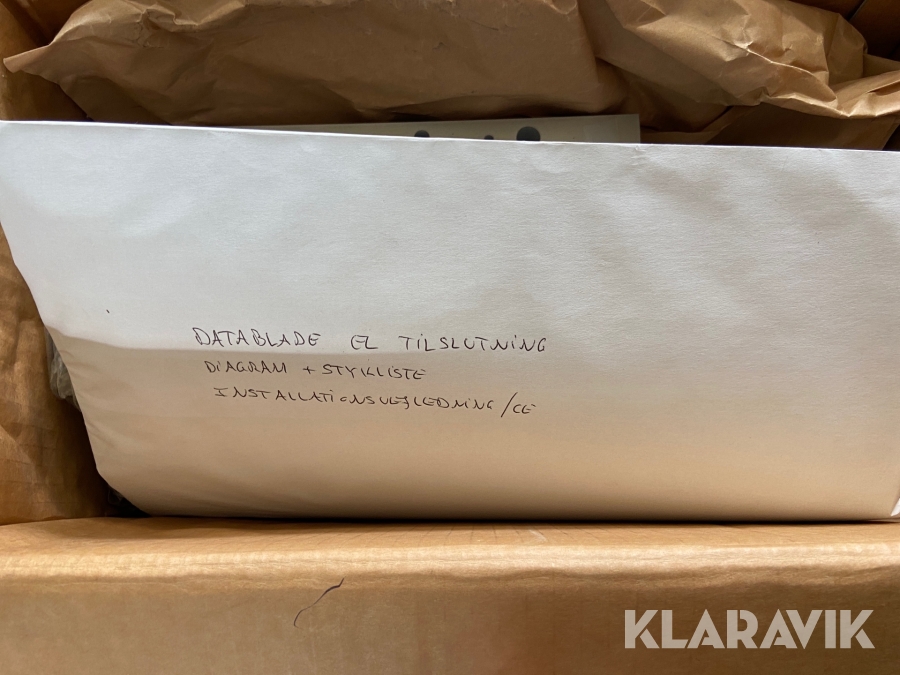 DATABLADE EL TILSLUTNING
DIAGRAM + STYKLISTE
INSTALLATIONSVEJLEDNING/CE
KLARAVIK